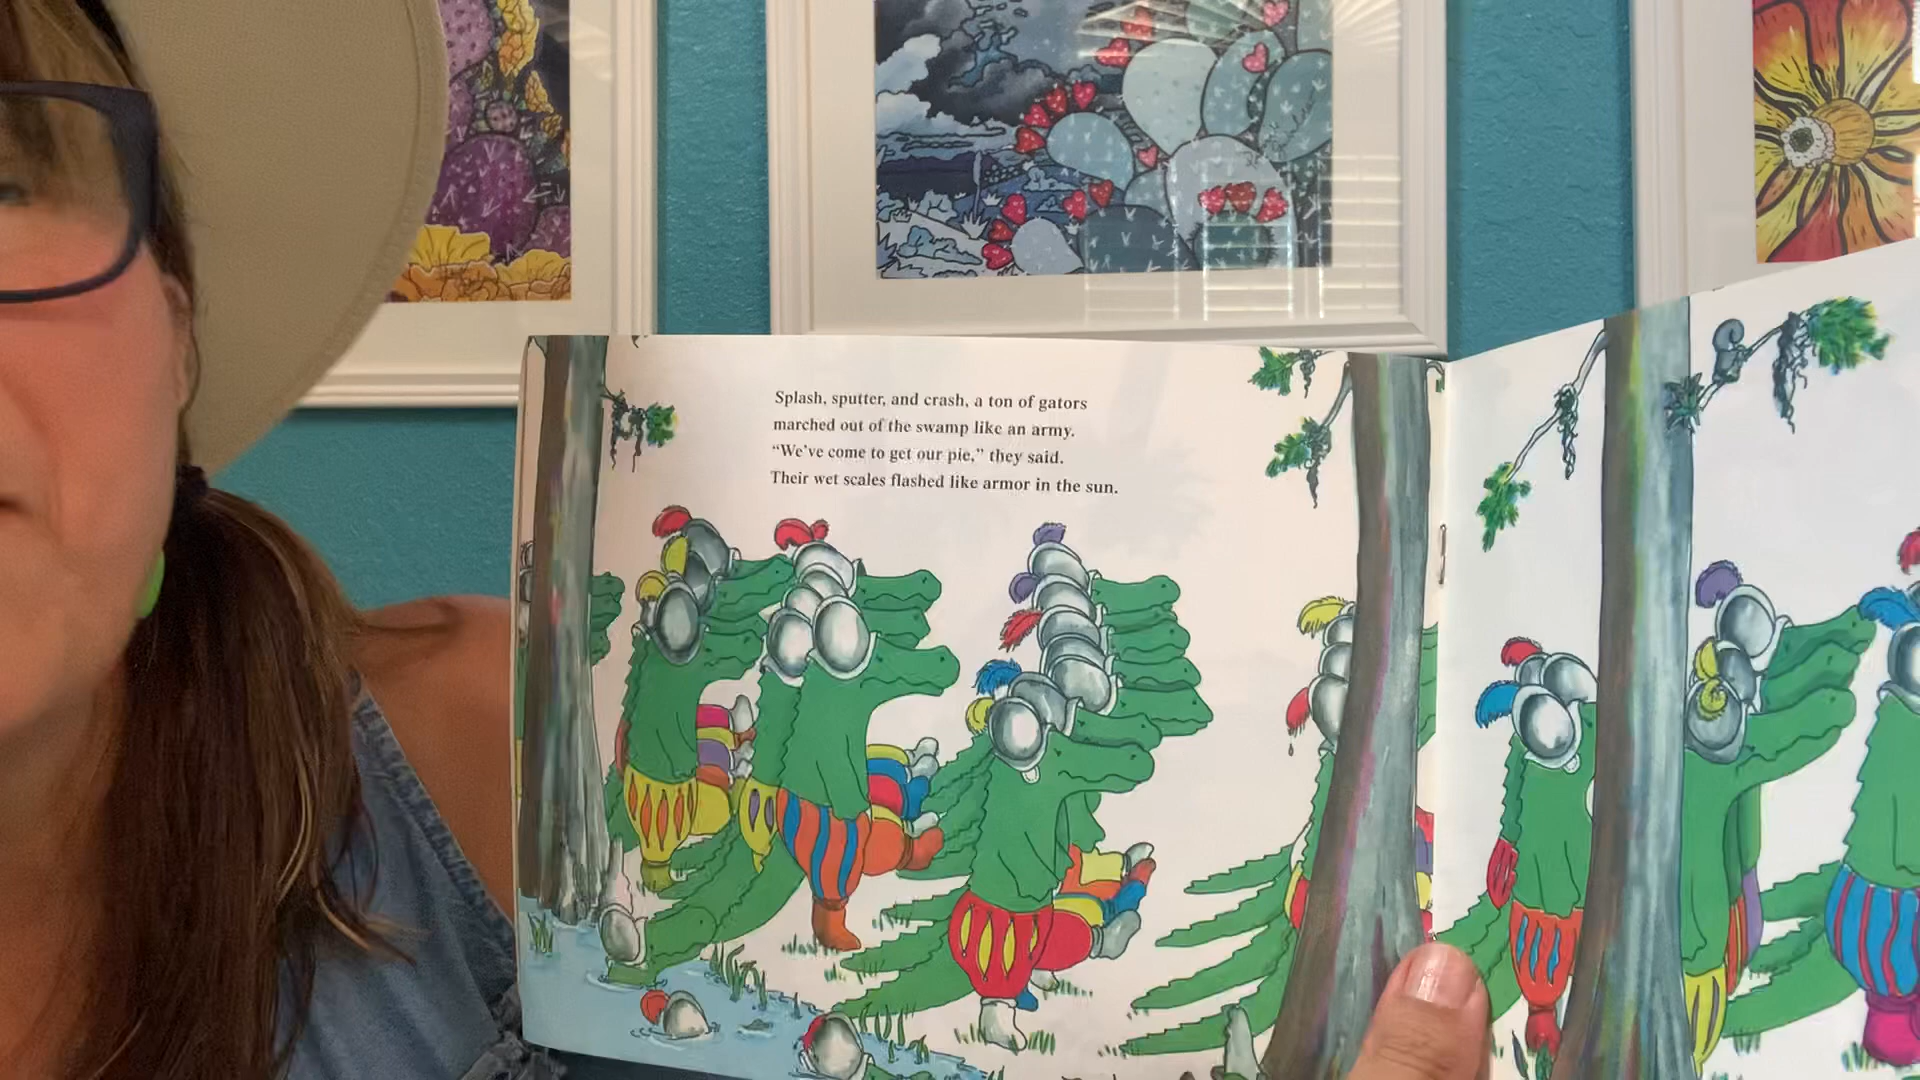 Splash, sputter, and crash, a ton of gators
marched out of the swamp like an army.
“We’ve come to get our pie,” they said.
Their wet scales flashed like armor in the sun.